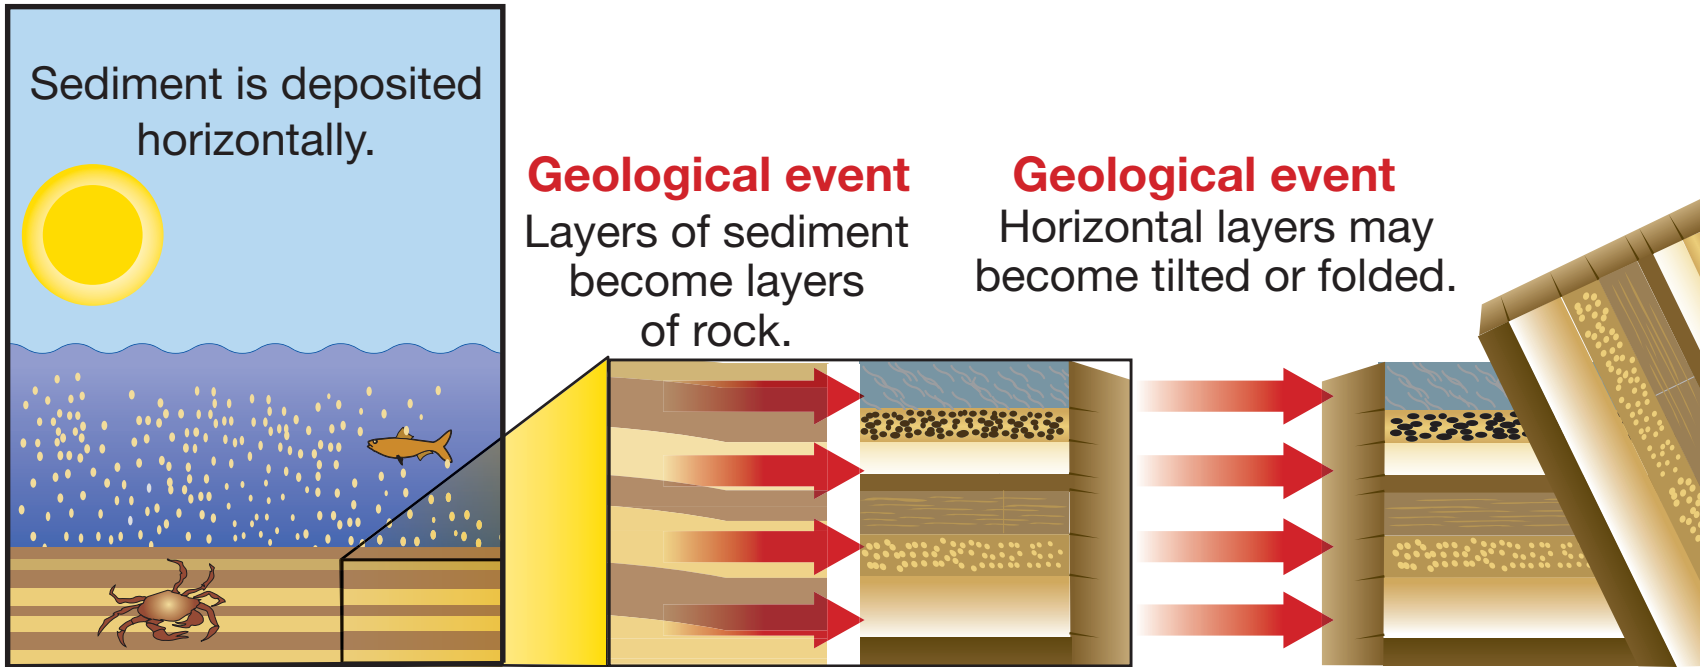 Sediment is deposited
horizontally.
Geological event
Layers of sediment
become layers
of rock.
Geological event
Horizontal layers may
become tilted or folded.